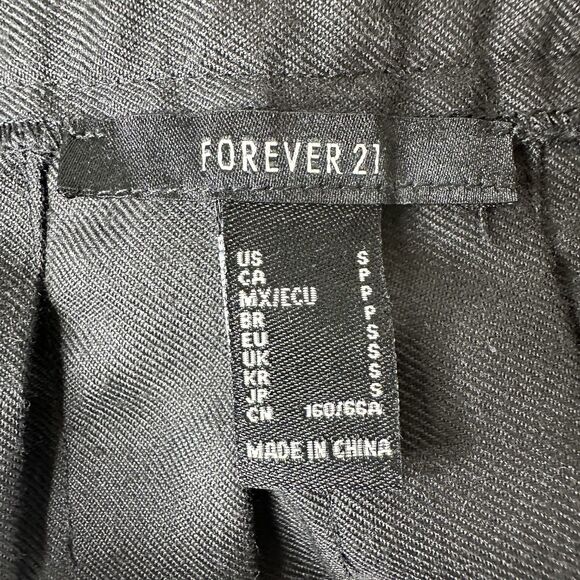 FOREVER 21
US S
CA P
MX/ECU P
BR P
EU S
UK S
KR S
JP S
CN 160/66A
MADE IN CHINA